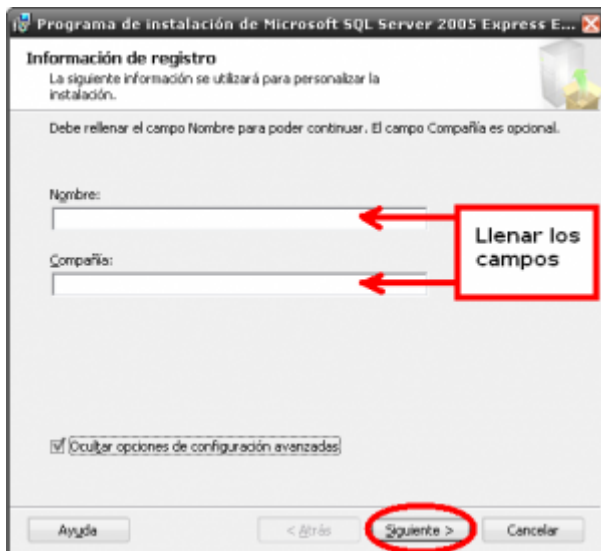 Programa de instalación de Microsoft SQL Server 2005 Express E...
Información de registro
La siguiente información se utilizará para personalizar la
instalación.
Debe rellenar el campo Nombre para poder continuar. El campo Compañía es opcional.
Nombre:
Llenar los
campos
Compañía:
Ocultar opciones de configuración avanzadas
Ayuda
< Atrás
Siguiente >
Cancelar